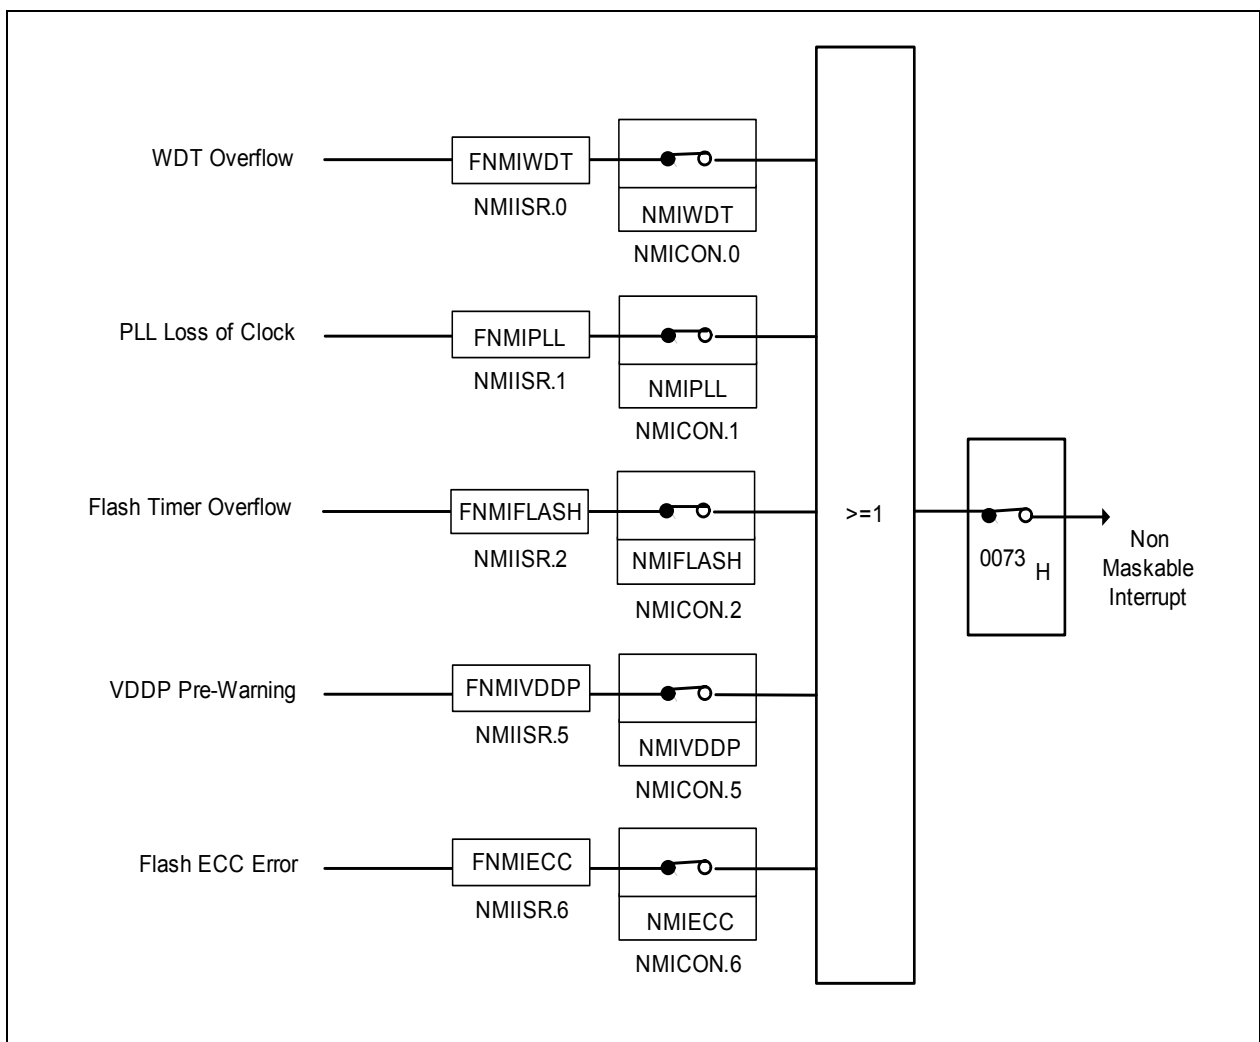 WDT Overflow
FNMIWDT
NMIISR.0
NMIWDT
NMICON.0
PLL Loss of Clock
FNMIPLL
NMIISR.1
NMIPLL
NMICON.1
Flash Timer Overflow
FNMIFLASH
NMIISR.2
NMIFLASH
NMICON.2
VDDP Pre-Warning
FNMIVDDP
NMIISR.5
NMIVDDP
NMICON.5
Flash ECC Error
FNMIECC
NMIISR.6
NMIECC
NMICON.6
>=1
0073 H
Non
Maskable
Interrupt